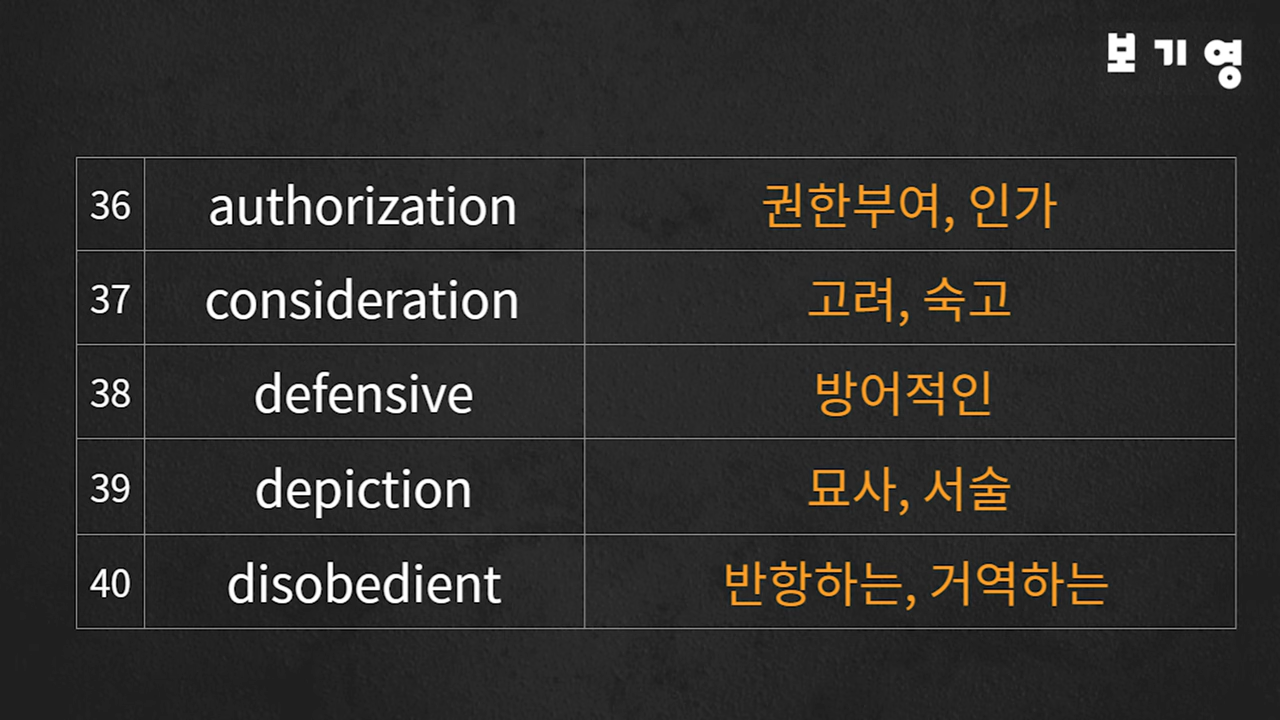 보기영
36 authorization 권한부여, 인가
37 consideration 고려, 숙고
38 defensive 방어적인
39 depiction 묘사, 서술
40 disobedient 반항하는, 거역하는